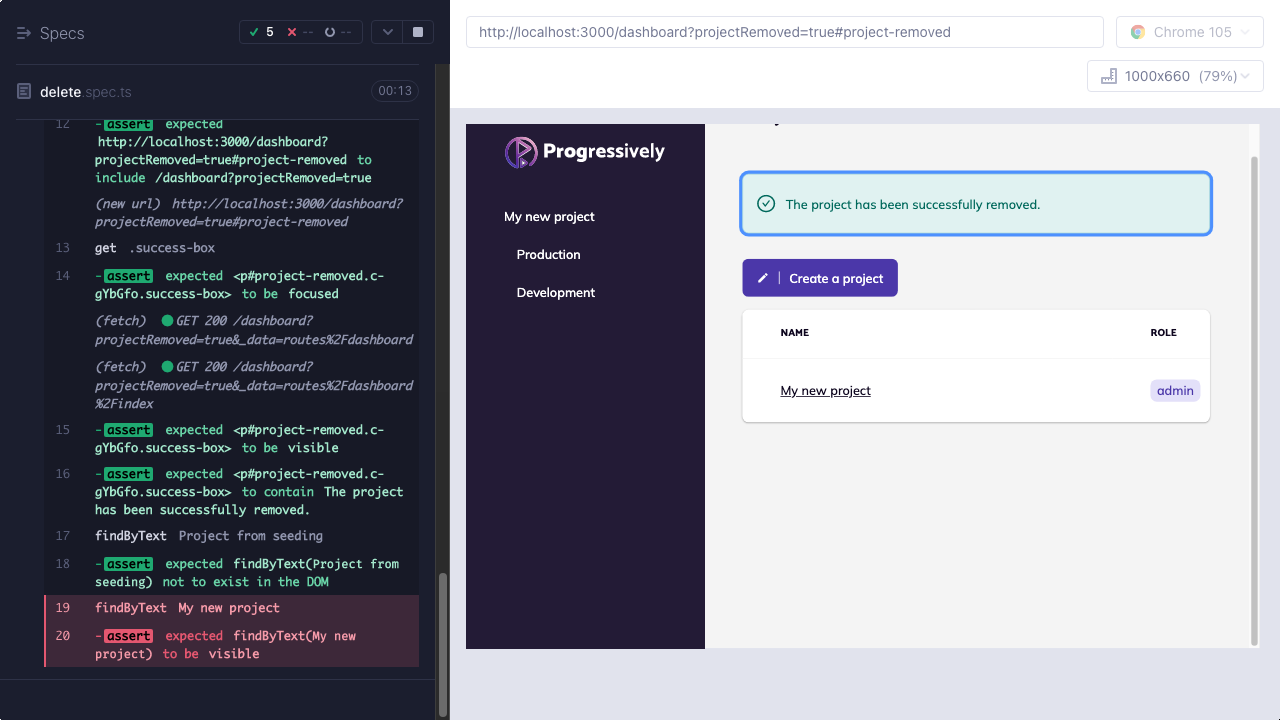 Specs
5 -- --
delete spec.ts
00:13
12 -assert expected
http://localhost:3000/dashboard?
projectRemoved=true#project-removed to
include /dashboard?projectRemoved=true
(new url) http://localhost:3000/dashboard?
projectRemoved=true#project-removed
13 get .success-box
14 -assert expected <p#project-removed.c-
gYbGfo.success-box> to be focused
(fetch) GET 200 /dashboard?
projectRemoved=true&_data=routes%2Fdashboard
(fetch) GET 200 /dashboard?
projectRemoved=true&_data=routes%2Fdashboard
%2Findex
15 -assert expected <p#project-removed.c-
gYbGfo.success-box> to be visible
16 -assert expected <p#project-removed.c-
gYbGfo.success-box> to contain The project
has been successfully removed.
17 findByText Project from seeding
18 -assert expected findByText(Project from
seeding) not to exist in the DOM
19 findByText My new project
20 -assert expected findByText(My new
project) to be visible
http://localhost:3000/dashboard?projectRemoved=true#project-removed
Chrome 105
1000x660 (79%)
Progressively
My new project
Production
Development
The project has been successfully removed.
Create a project
NAME ROLE
My new project admin